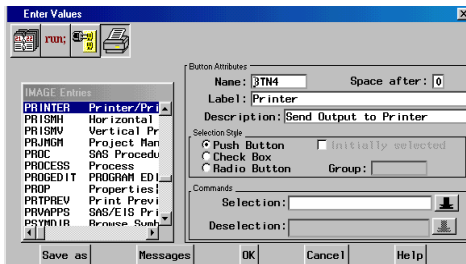 Enter Values
run;
Button Attributes
Name: BTN4 Space after: 0
Label: Printer
Description: Send Output to Printer
IMAGE Entries
PRINTER Printer/Pri
PRISMH Horizontal
PRISMV Vertical Pr
PRJMGM Project Man
PROC SAS Procedu
PROCESS Process
PROGEDIT PROGRAM EDI
PROP Properties
PRTPREV Print Previ
PRVAPPS SAS/EIS Pri
PSYMDIR Browse Symb
Selection Style
Push Button Initially selected
Check Box
Radio Button Group:
Commands
Selection:
Deselection:
Save as Messages OK Cancel Help